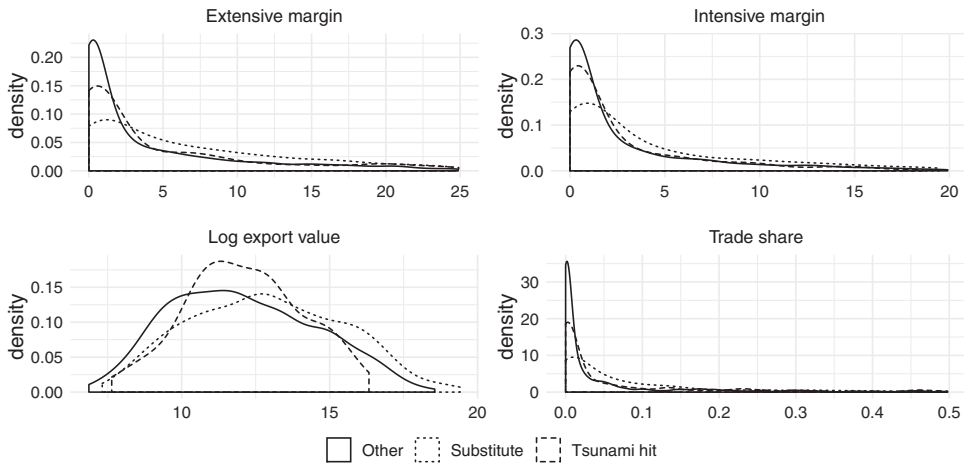 Extensive margin
Intensive margin
density
0.20
0.15
0.10
0.05
0.00
0 5 10 15 20 25
density
0.3
0.2
0.1
0.0
0 5 10 15 20
Log export value
Trade share
density
0.15
0.10
0.05
0.00
10 15 20
density
30
20
10
0
0.0 0.1 0.2 0.3 0.4 0.5
Other Substitute Tsunami hit